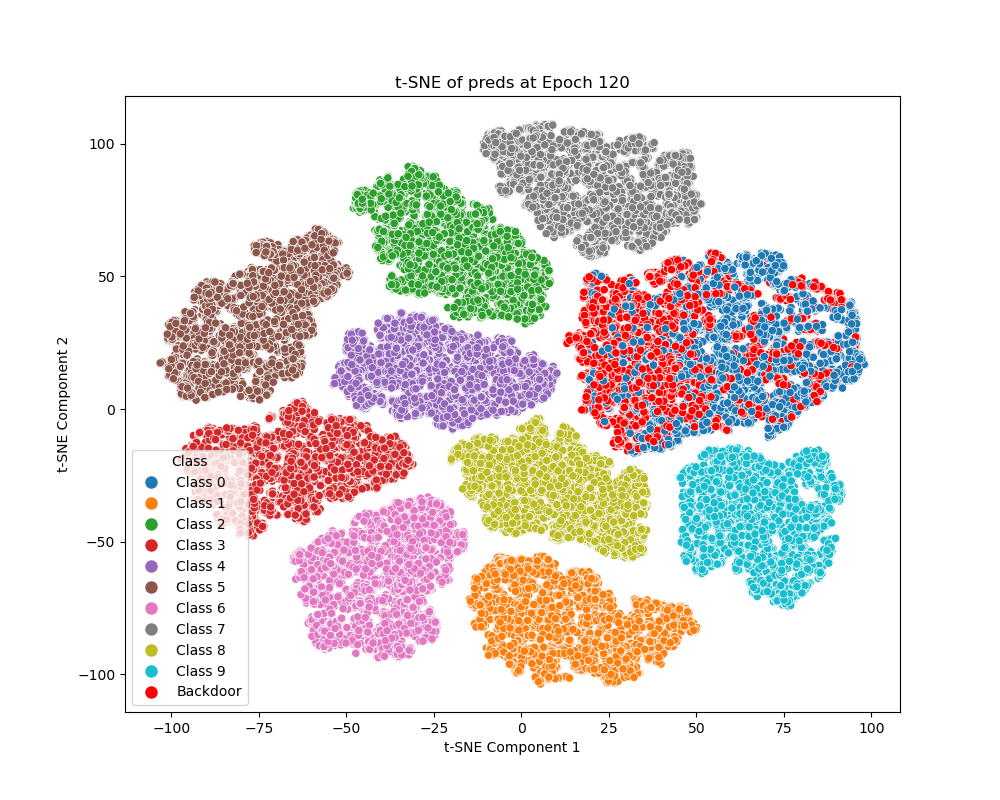 t-SNE of preds at Epoch 120
t-SNE Component 2
100
50
0
−50
−100
Class
Class 0
Class 1
Class 2
Class 3
Class 4
Class 5
Class 6
Class 7
Class 8
Class 9
Backdoor
−100 −75 −50 −25 0 25 50 75 100
t-SNE Component 1